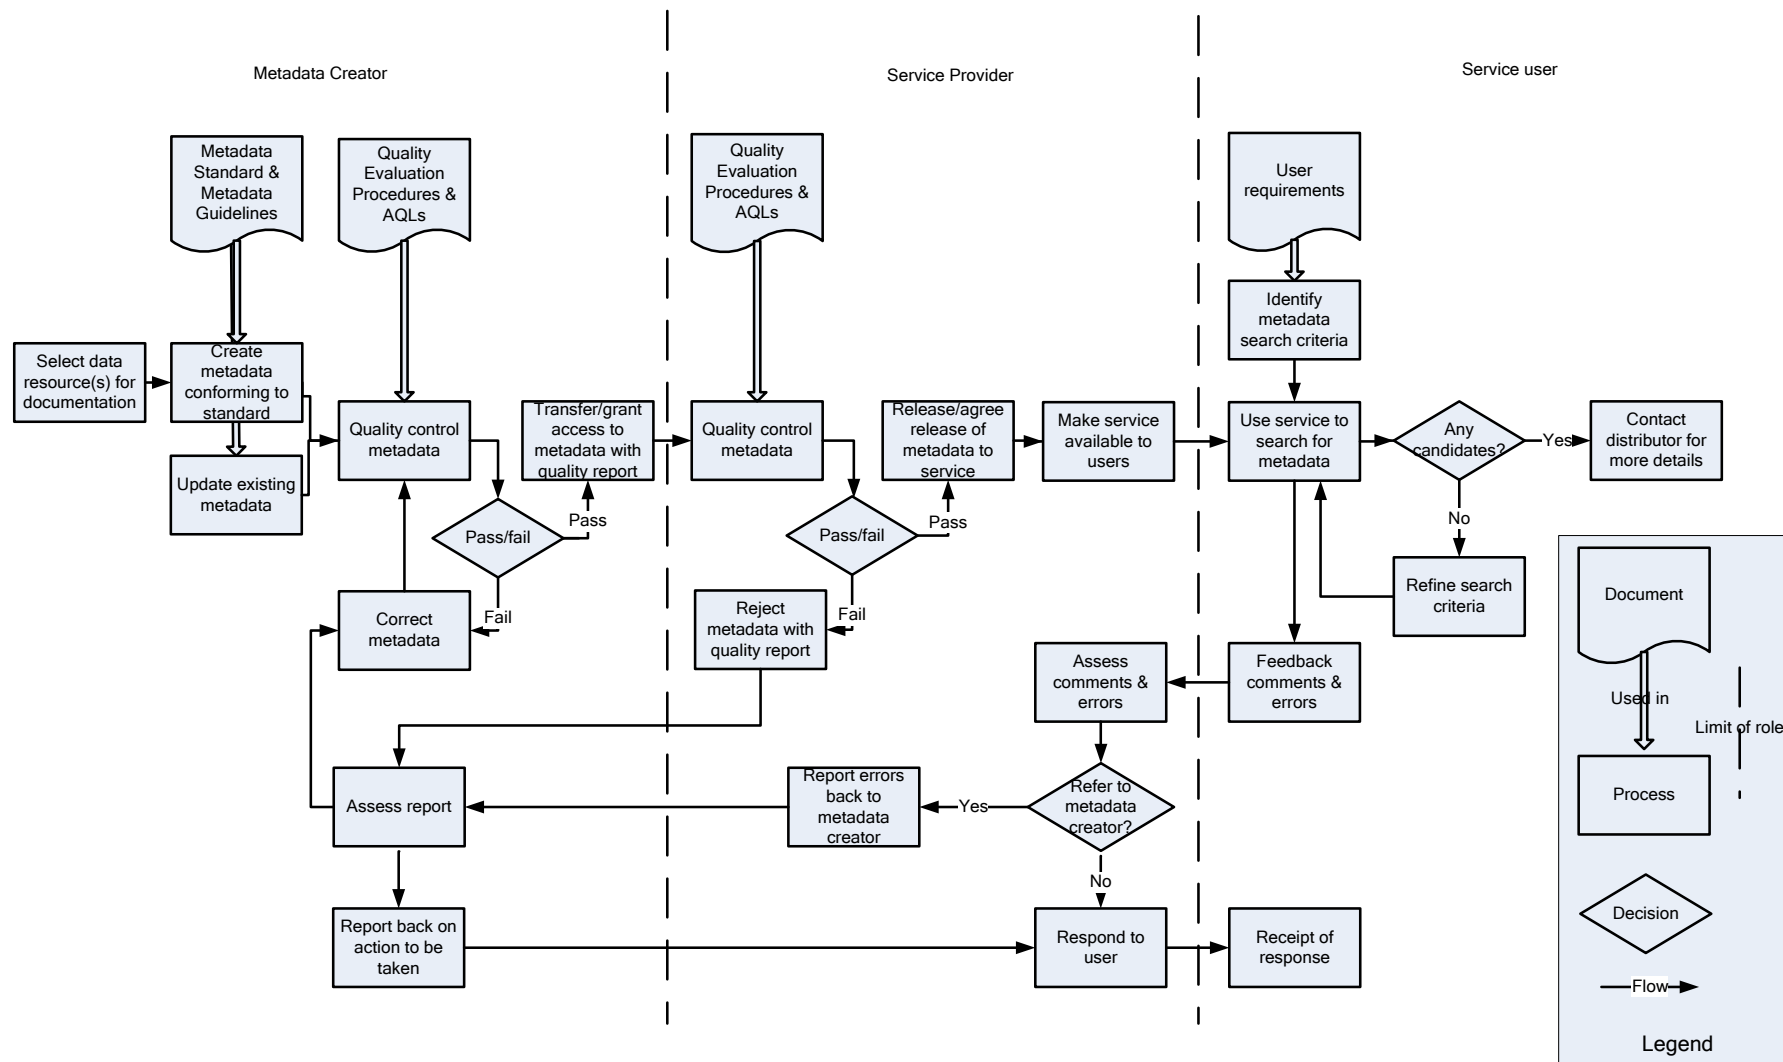 Metadata Creator
Service Provider
Service user
Metadata
Standard &
Metadata
Guidelines
Quality
Evaluation
Procedures &
AQLs
Quality
Evaluation
Procedures &
AQLs
User
requirements
Identify
metadata
search criteria
Select data
resource(s) for
documentation
Create
metadata
conforming to
standard
Update existing
metadata
Quality control
metadata
Transfer/grant
access to
metadata with
quality report
Quality control
metadata
Release/agree
release of
metadata to
service
Make service
available to
users
Use service to
search for
metadata
Any
candidates?
Yes
Contact
distributor for
more details
No
Pass/fail
Pass
Fail
Pass/fail
Pass
Fail
Correct
metadata
Reject
metadata with
quality report
Refine search
criteria
Assess
comments &
errors
Feedback
comments &
errors
Assess report
Report errors
back to
metadata
creator
Yes
Refer to
metadata
creator?
No
Report back on
action to be
taken
Respond to
user
Receipt of
response
Document
Used in
Limit of role
Process
Decision
Flow
Legend